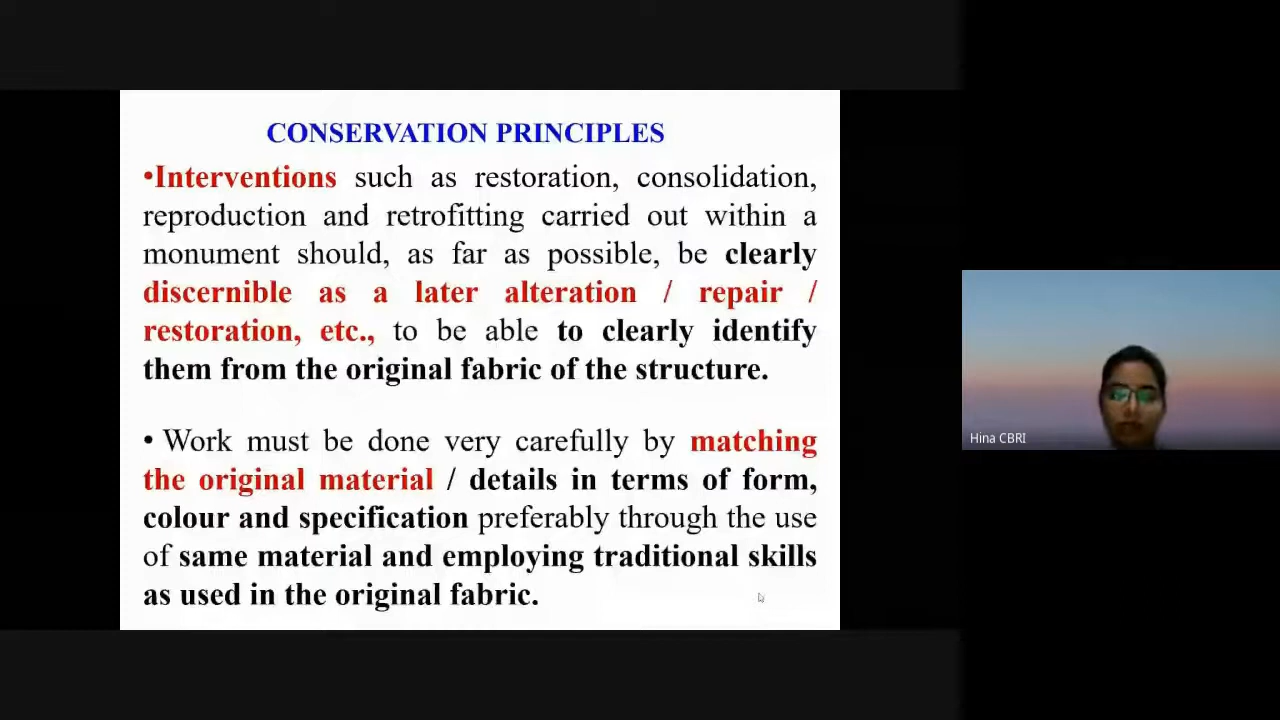 CONSERVATION PRINCIPLES
•Interventions such as restoration, consolidation,
reproduction and retrofitting carried out within a
monument should, as far as possible, be clearly
discernible as a later alteration / repair /
restoration, etc., to be able to clearly identify
them from the original fabric of the structure.
• Work must be done very carefully by matching
the original material / details in terms of form,
colour and specification preferably through the use
of same material and employing traditional skills
as used in the original fabric.
Hina CBRI